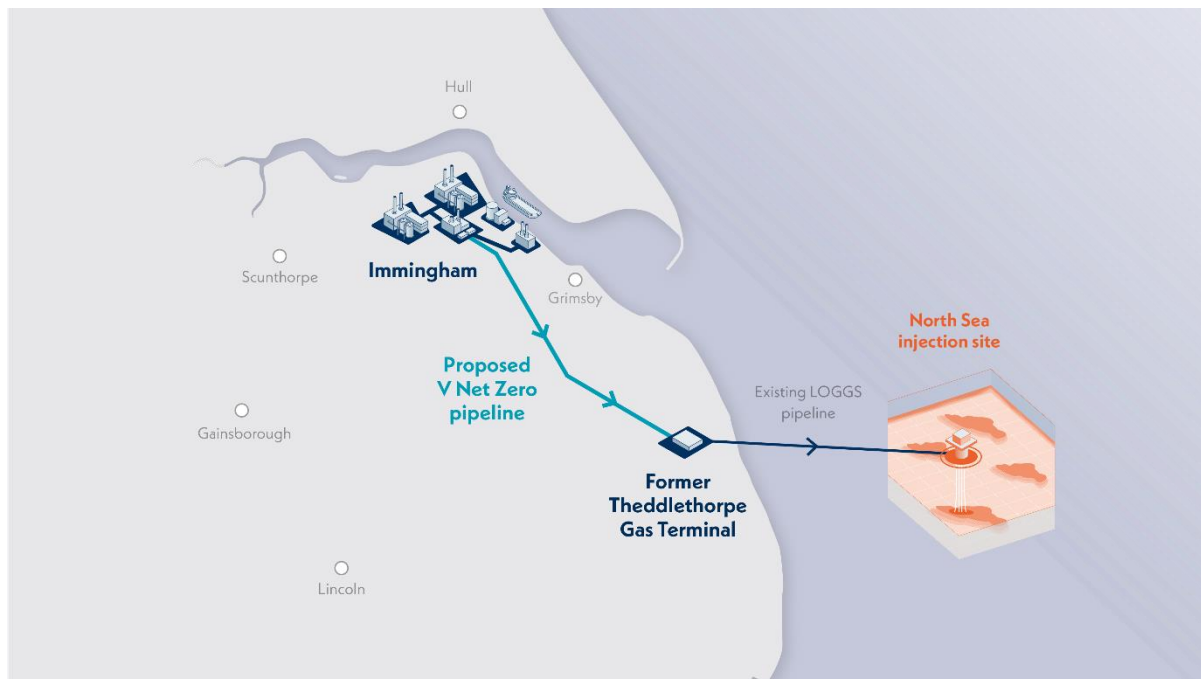 Hull
Scunthorpe
Immingham
Grimsby
Proposed
V Net Zero
pipeline
North Sea
injection site
Existing LOGGS
pipeline
Gainsborough
Former
Theddlethorpe
Gas Terminal
Lincoln